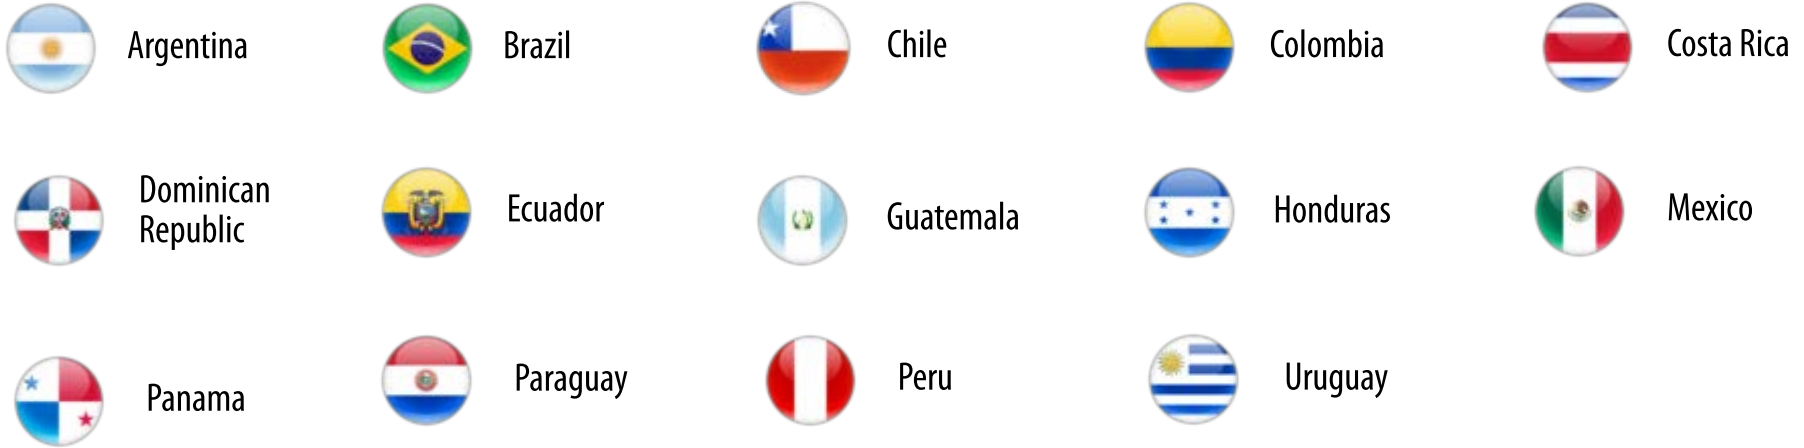 Argentina
Brazil
Chile
Colombia
Costa Rica
Dominican
Republic
Ecuador
Guatemala
Honduras
Mexico
Panama
Paraguay
Peru
Uruguay